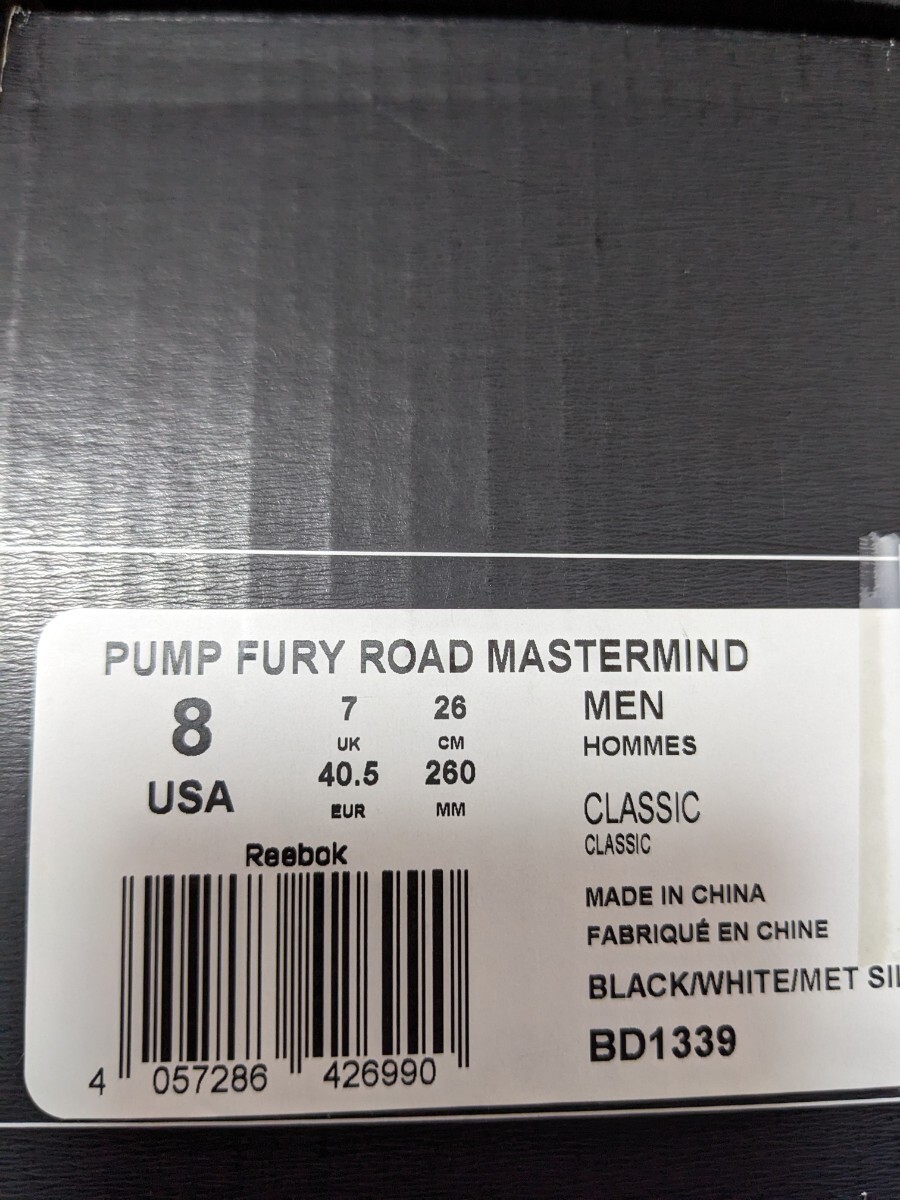 PUMP FURY ROAD MASTERMIND
8
USA
7
UK
40.5
EUR
26
CM
260
MM
MEN
HOMMES
CLASSIC
CLASSIC
MADE IN CHINA
FABRIQUÉ EN CHINE
BLACK/WHITE/MET
BD1339
Reebok
4 057286 426990